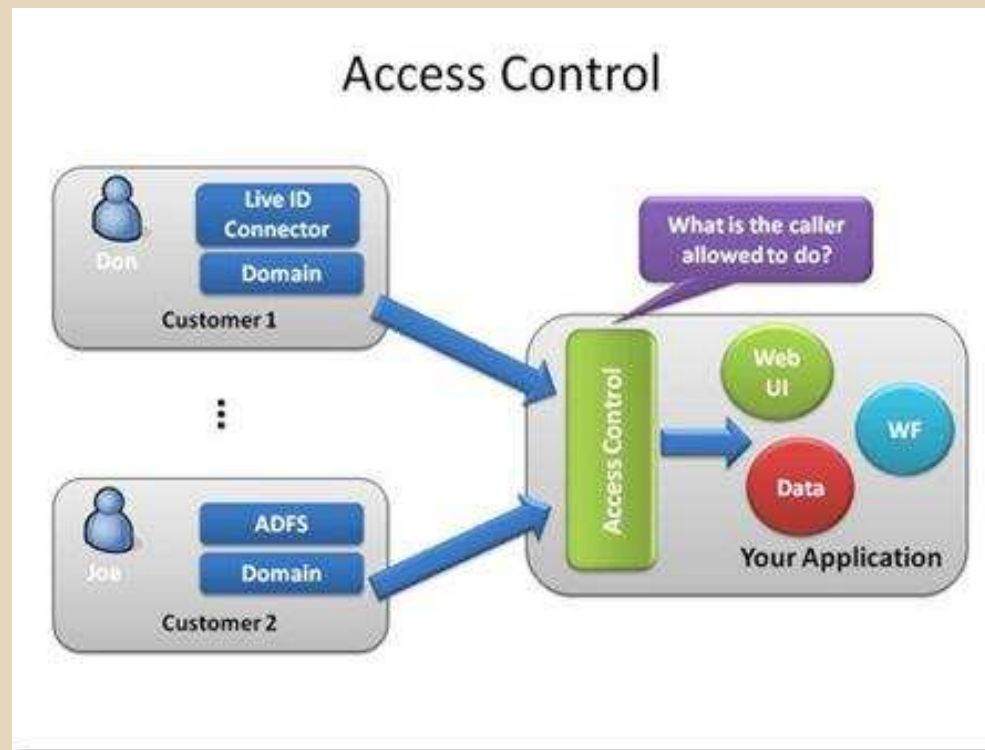 Access Control
Live ID
Connector
Don
Domain
Customer 1
What is the caller
allowed to do?
Access Control
Web
UI
WF
Data
Your Application
ADFS
Joe
Domain
Customer 2